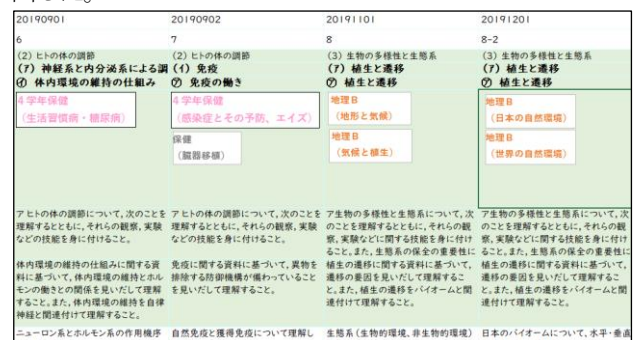 20190901 20190902 20191101 20191201
6 7 8 8-2
(2) ヒトの体の調節 (2) ヒトの体の調節 (3) 生物の多様性と生態系 (3) 生物の多様性と生態系
(ア) 神経系と内分泌系による調 (イ) 免疫 (ア) 植生と遷移 (ア) 植生と遷移
㋑ 体内環境の維持の仕組み ㋐ 免疫の働き ㋐ 植生と遷移 ㋐ 植生と遷移
4学年保健 4学年保健 地理B 地理B
(生活習慣病・糖尿病) (感染症とその予防、エイズ) (地形と気候) (日本の自然環境)
保健 地理B 地理B
(臓器移植) (気候と植生) (世界の自然環境)
ア ヒトの体の調節について,次のことを ア ヒトの体の調節について,次のことを ア生物の多様性と生態系について,次 ア生物の多様性と生態系について,次
理解するとともに,それらの観察,実験 理解するとともに,それらの観察,実験 のことを理解するとともに,それらの観 のことを理解するとともに,それらの観
などの技能を身に付けること。 などの技能を身に付けること。 察,実験などに関する技能を身に付け 察,実験などに関する技能を身に付け
ること。また,生態系の保全の重要性に ること。また,生態系の保全の重要性に
体内環境の維持の仕組みに関する資 免疫に関する資料に基づいて,異物を 植生の遷移に関する資料に基づいて, 植生の遷移に関する資料に基づいて,
料に基づいて,体内環境の維持とホル 排除する防御機構が備わっていること 遷移の要因を見いだして理解するこ 遷移の要因を見いだして理解するこ
モンの働きとの関係を見いだして理解 を見いだして理解すること。 と。また,植生の遷移をバイオームと関 と。また,植生の遷移をバイオームと関
すること。また,体内環境の維持を自律 連付けて理解すること。 連付けて理解すること。
神経と関連付けて理解すること。
ニューロン系とホルモン系の作用機序 自然免疫と獲得免疫について理解し 生態系(生物的環境、非生物的環境) 日本のバイオームについて、水平・垂直